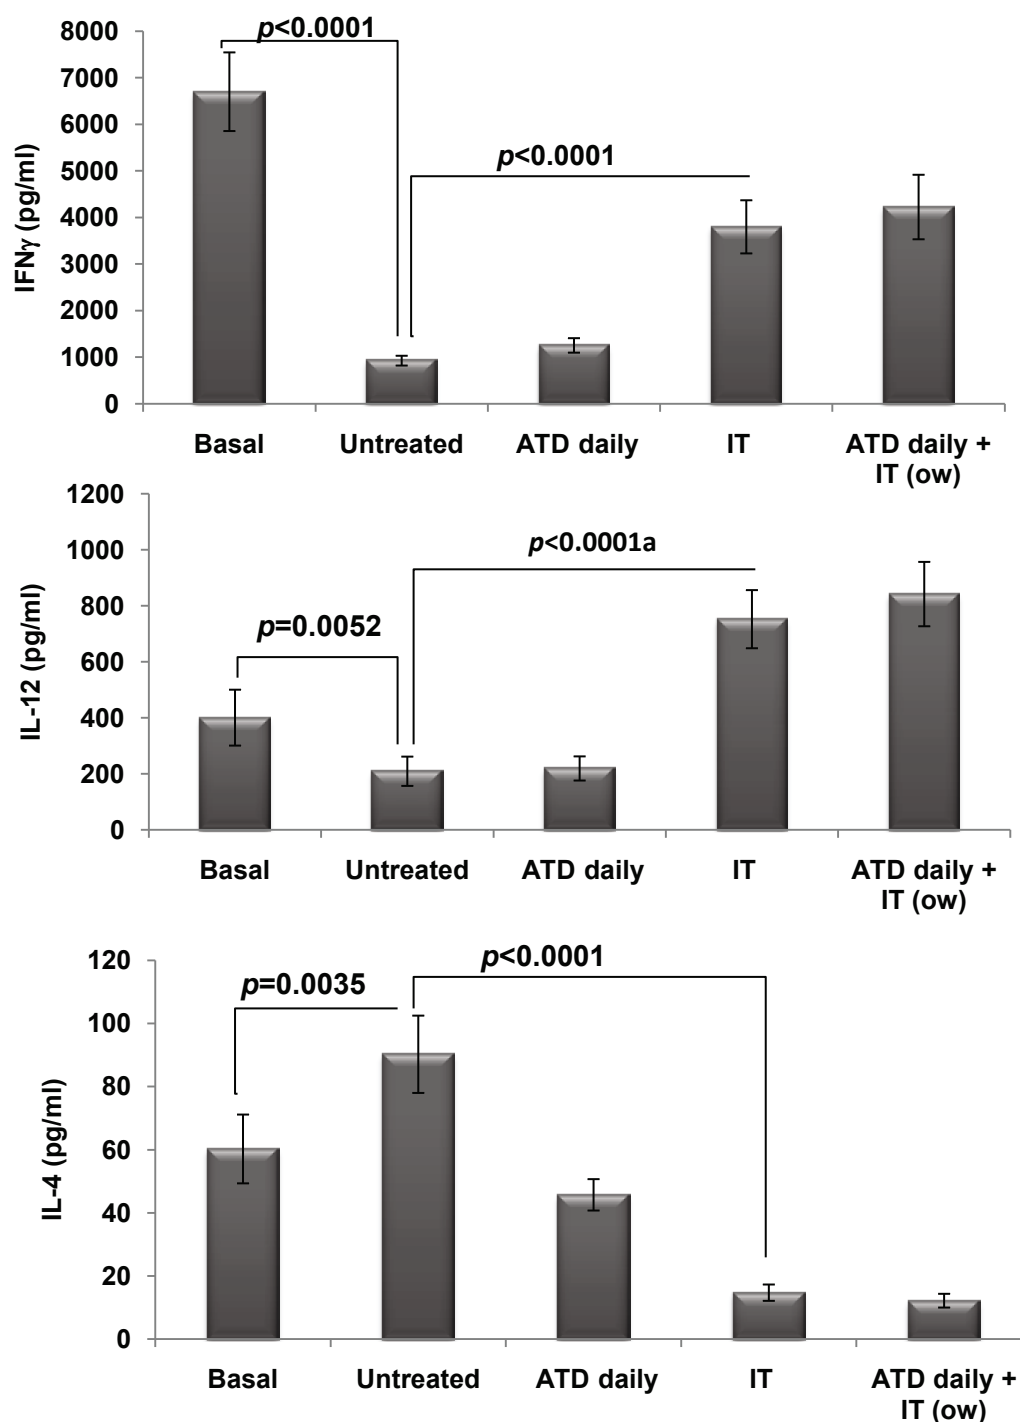 8000
7000
6000
5000
4000
3000
2000
1000
0
IFNγ (pg/ml)
p<0.0001
p<0.0001
Basal
Untreated
ATD daily
IT
ATD daily +
IT (ow)
1200
1000
800
600
400
200
0
IL-12 (pg/ml)
p=0.0052
p<0.0001a
Basal
Untreated
ATD daily
IT
ATD daily +
IT (ow)
120
100
80
60
40
20
0
IL-4 (pg/ml)
p=0.0035
p<0.0001
Basal
Untreated
ATD daily
IT
ATD daily +
IT (ow)